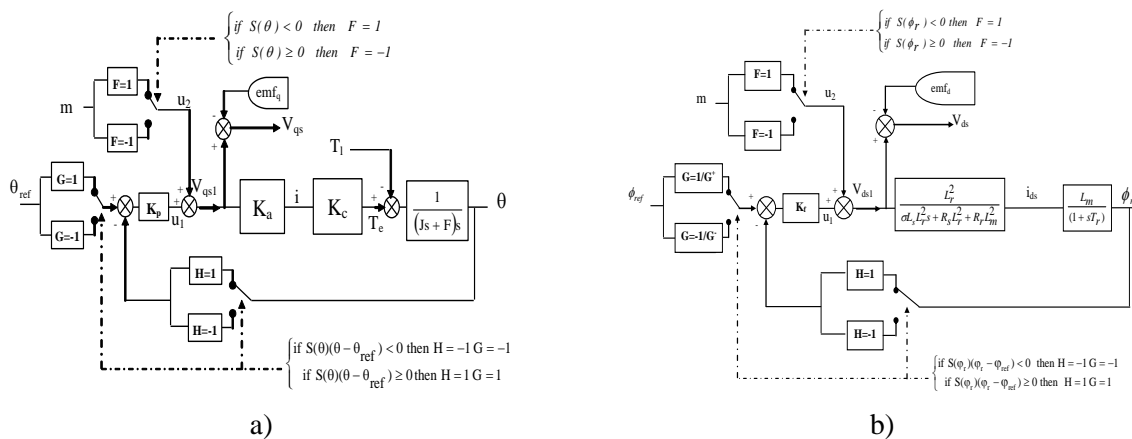 if S(θ) < 0 then F = 1
if S(θ) ≥ 0 then F = −1
F=1
m
F=-1
u2
emfq
-
+
Vqs
θref
G=1
G=-1
+
-
Kp
u1
+
+
Vqs1
Ka
i
Kc
Tl
-
+
Te
1
(Js + F)s
θ
H=1
H=-1
if S(θ)(θ − θref) < 0 then H = −1 G = −1
if S(θ)(θ − θref) ≥ 0 then H = 1 G = 1
a)
if S(ϕr) < 0 then F = 1
if S(ϕr) ≥ 0 then F = −1
F=1
m
F=-1
u2
emfd
-
+
Vds
ϕref
G=1/G+
G=-1/G-
+
-
Kf
u1
+
+
Vds1
Lr²
σLsLr²s + RsLr² + RrLm²
ids
Lm
(1 + sTr)
ϕr
H=1
H=-1
if S(φr)(φr − φref) < 0 then H = −1 G = −1
if S(φr)(φr − φref) ≥ 0 then H = 1 G = 1
b)